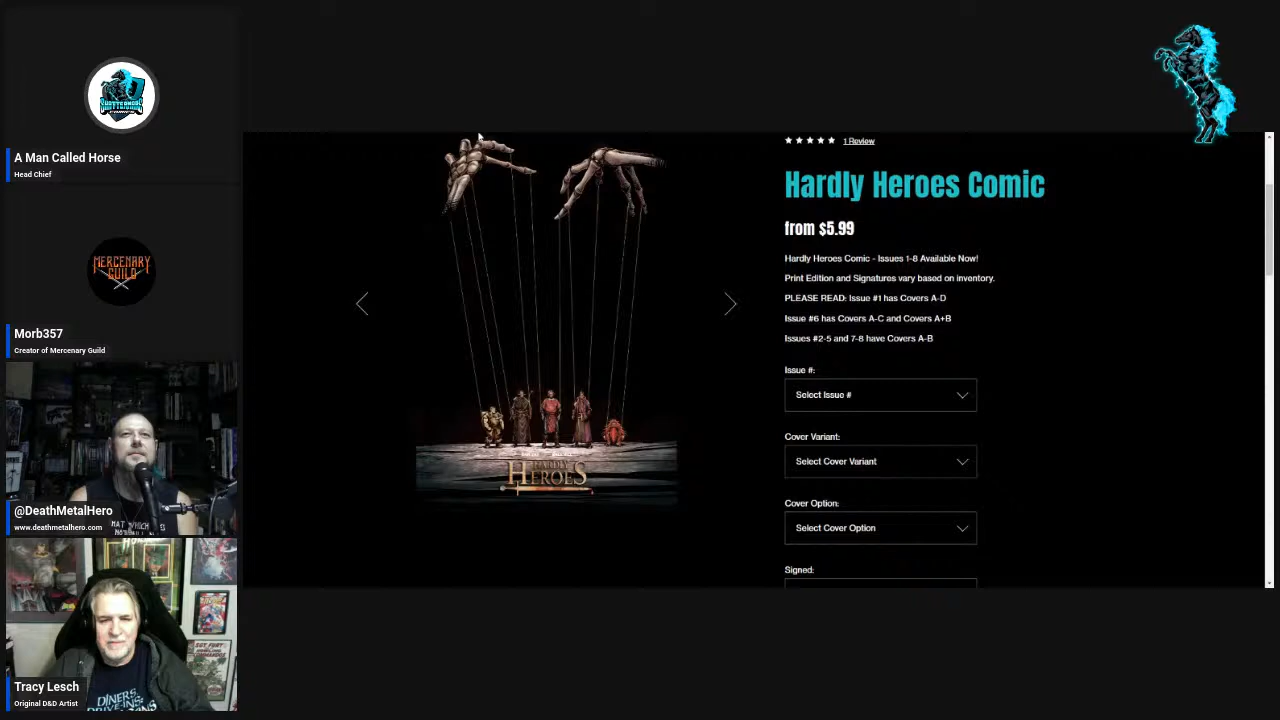 A Man Called Horse
Head Chief
MERCENARY
GUILD
Morb357
Creator of Mercenary Guild
@DeathMetalHero
www.deathmetalhero.com
Tracy Lesch
Original D&D Artist
DINERS,
HEROES
1 Review
Hardly Heroes Comic
from $5.99
Hardly Heroes Comic - Issues 1-8 Available Now!
Print Edition and Signatures vary based on inventory.
PLEASE READ: Issue #1 has Covers A-D
Issue #6 has Covers A-C and Covers A+B
Issues #2-5 and 7-8 have Covers A-B
Issue #:
Select Issue #
Cover Variant:
Select Cover Variant
Cover Option:
Select Cover Option
Signed: